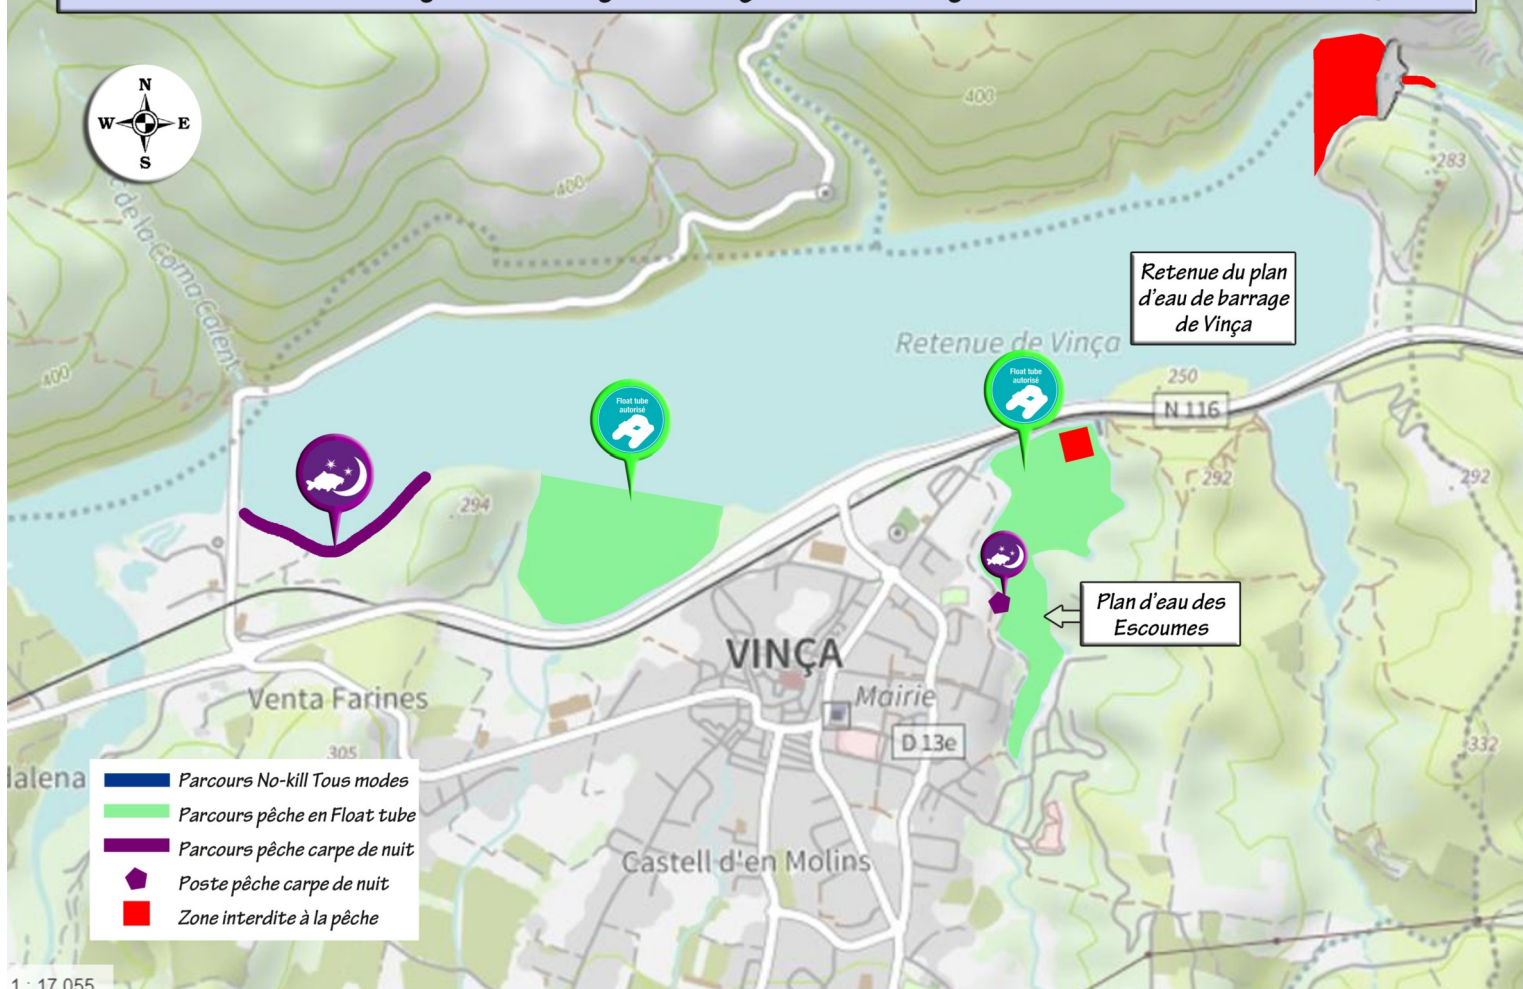 N
W E
S
400
283
400
c de la Coma Calent
Retenue du plan
d'eau de barrage
de Vinça
Retenue de Vinça
400
250
N 116
Float tube
autorisé
Float tube
autorisé
294
292
292
Plan d'eau des
Escoumes
VINÇA
Mairie
Venta Farines
D 13e
305
332
dalena
Parcours No-kill Tous modes
Parcours pêche en Float tube
Parcours pêche carpe de nuit
Poste pêche carpe de nuit
Zone interdite à la pêche
Castell d'en Molins
1 : 17 055